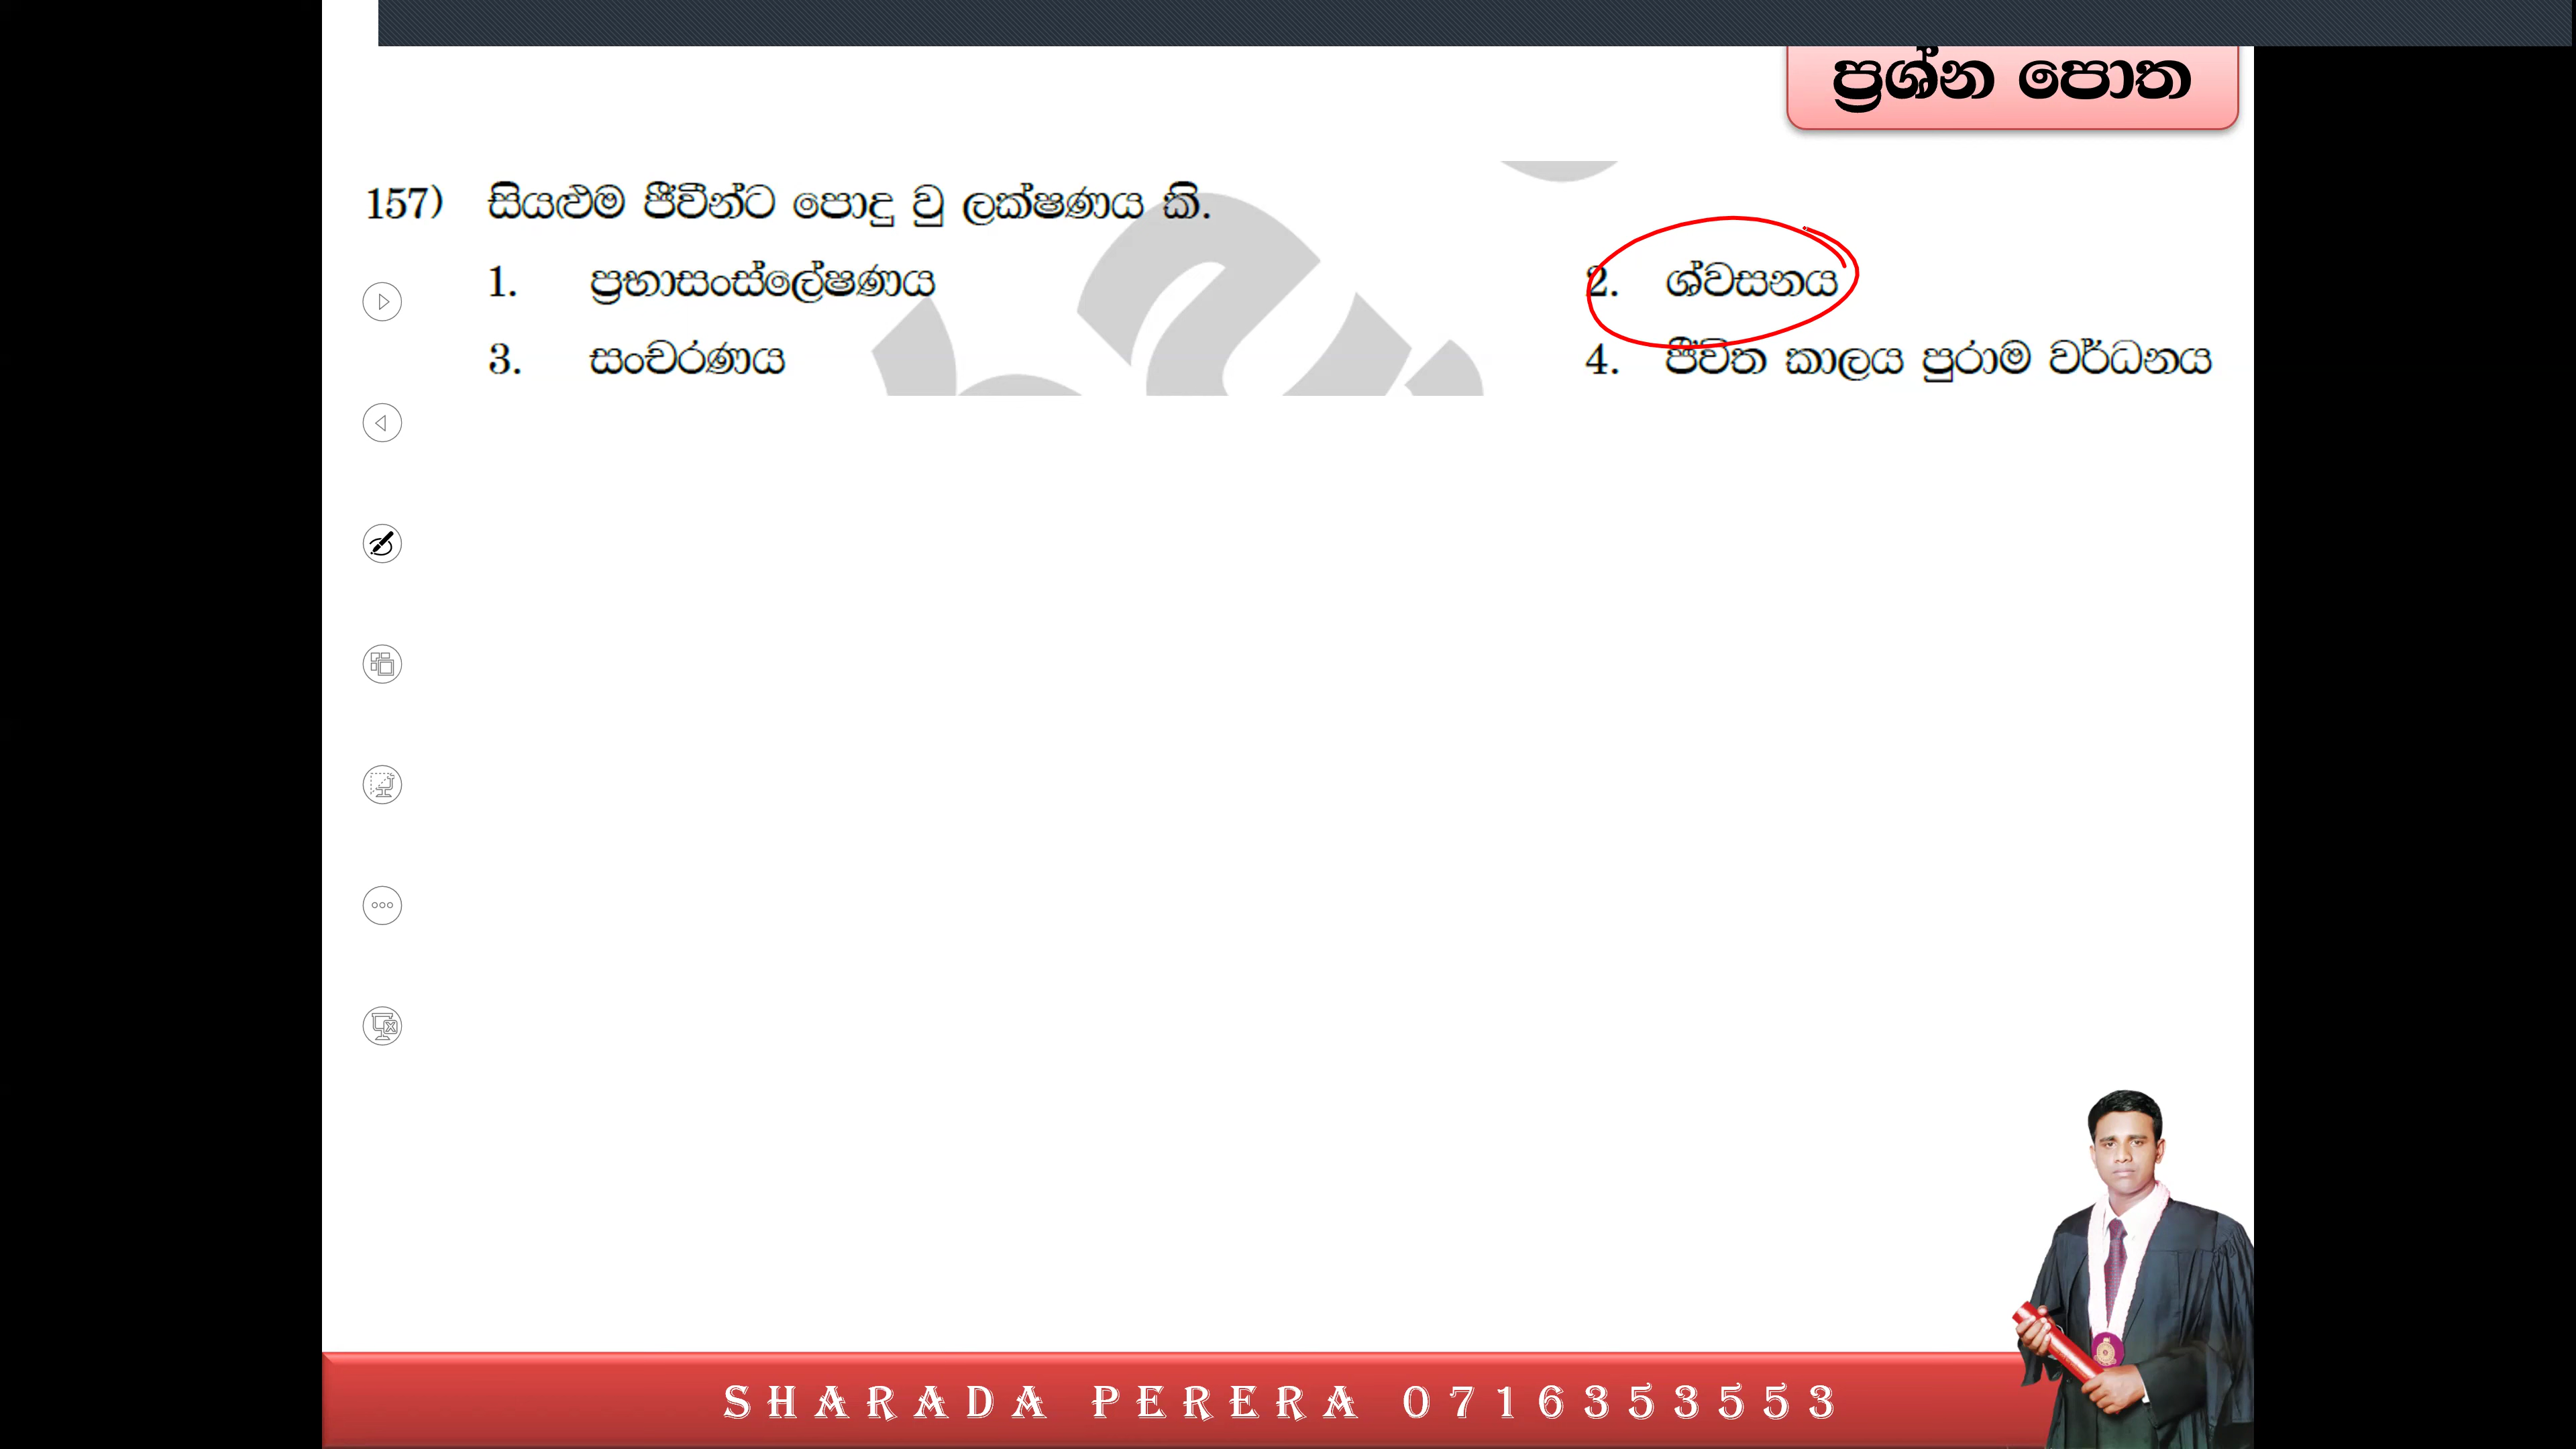 ප්‍රශ්න පොත
157) සියළුම ජීවීන්ට පොදු වු ලක්ෂණය කි.
1. ප්‍රභාසංස්ලේෂණය 2. ශ්වසනය
3. සංචරණය 4. ජීවිත කාලය පුරාම වර්ධනය
SHARADA PERERA 0716353553